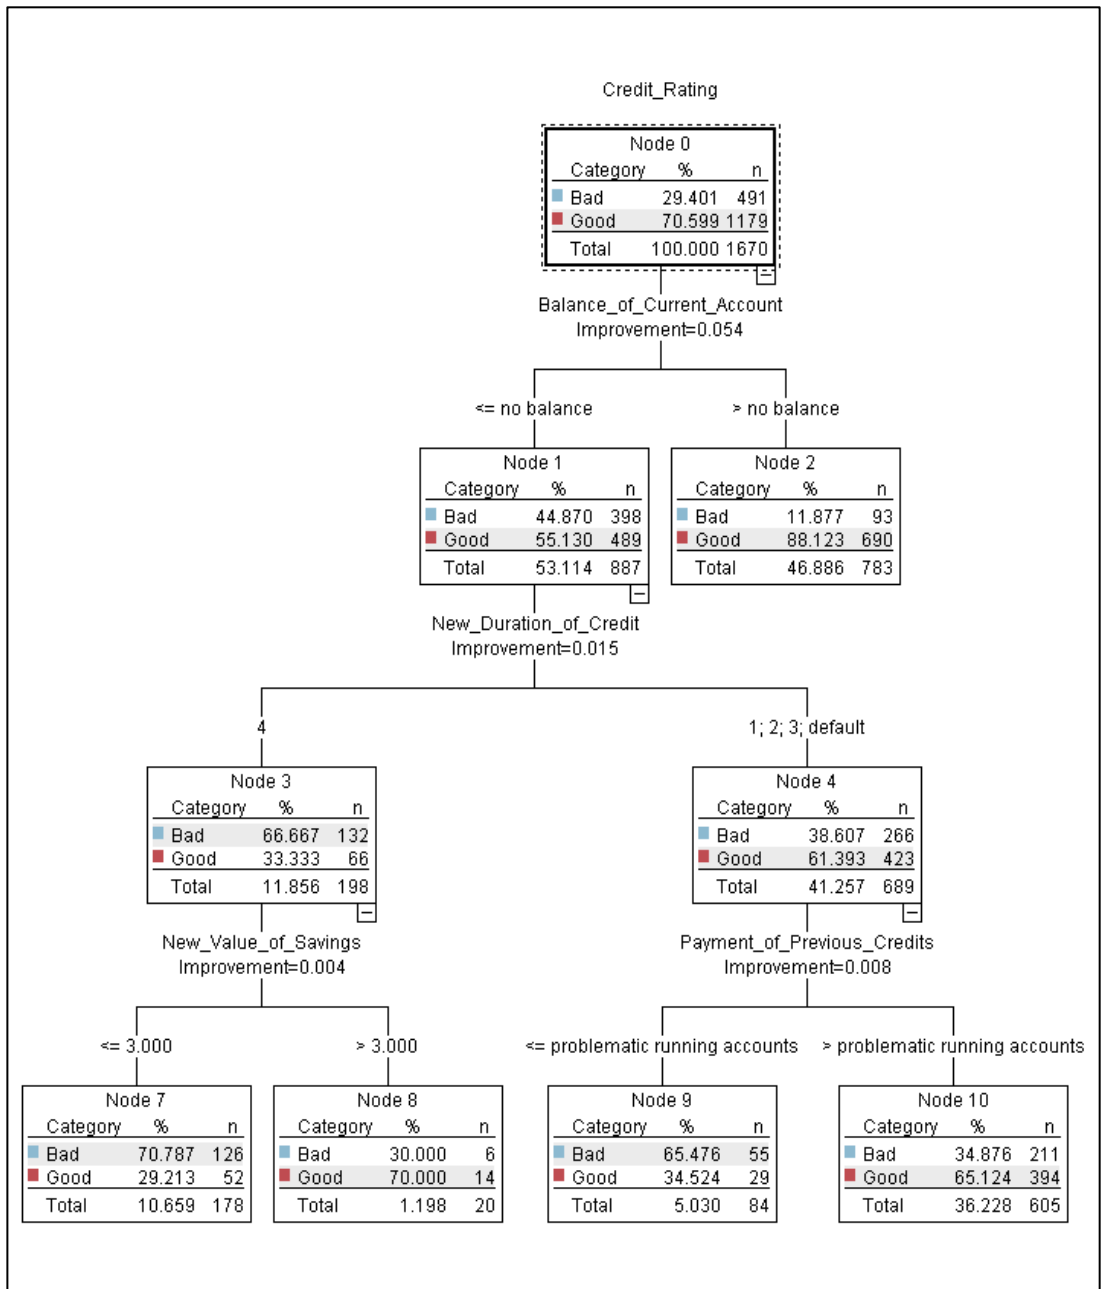 Credit_Rating
Node 0
Category % n
Bad 29.401 491
Good 70.599 1179
Total 100.000 1670
Balance_of_Current_Account
Improvement=0.054
<= no balance
> no balance
Node 1
Category % n
Bad 44.870 398
Good 55.130 489
Total 53.114 887
Node 2
Category % n
Bad 11.877 93
Good 88.123 690
Total 46.886 783
New_Duration_of_Credit
Improvement=0.015
4
1; 2; 3; default
Node 3
Category % n
Bad 66.667 132
Good 33.333 66
Total 11.856 198
Node 4
Category % n
Bad 38.607 266
Good 61.393 423
Total 41.257 689
New_Value_of_Savings
Improvement=0.004
Payment_of_Previous_Credits
Improvement=0.008
<= 3.000
> 3.000
<= problematic running accounts
> problematic running accounts
Node 7
Category % n
Bad 70.787 126
Good 29.213 52
Total 10.659 178
Node 8
Category % n
Bad 30.000 6
Good 70.000 14
Total 1.198 20
Node 9
Category % n
Bad 65.476 55
Good 34.524 29
Total 5.030 84
Node 10
Category % n
Bad 34.876 211
Good 65.124 394
Total 36.228 605